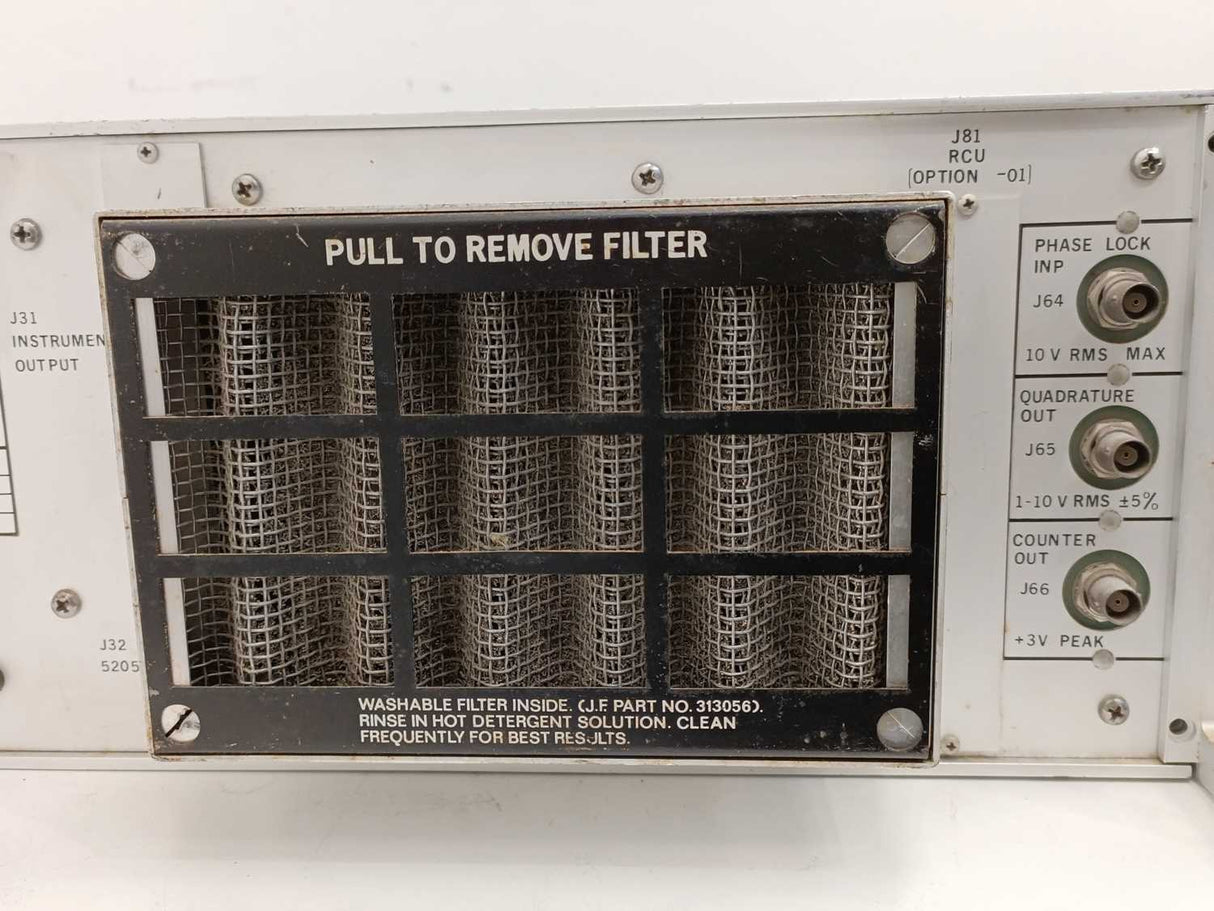 J81
RCU
(OPTION -01)
PULL TO REMOVE FILTER
PHASE LOCK
INP
J64
10 V RMS MAX
J31
INSTRUMEN
OUTPUT
QUADRATURE
OUT
J65
1-10 V RMS ±5%
COUNTER
OUT
J66
+3V PEAK
J32
5205
WASHABLE FILTER INSIDE. (J.F. PART NO. 313056).
RINSE IN HOT DETERGENT SOLUTION. CLEAN
FREQUENTLY FOR BEST RESULTS.